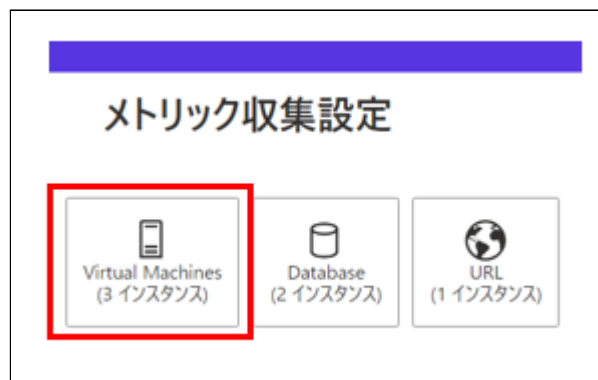 メトリック収集設定
Virtual Machines
(3 インスタンス)
Database
(2 インスタンス)
URL
(1 インスタンス)